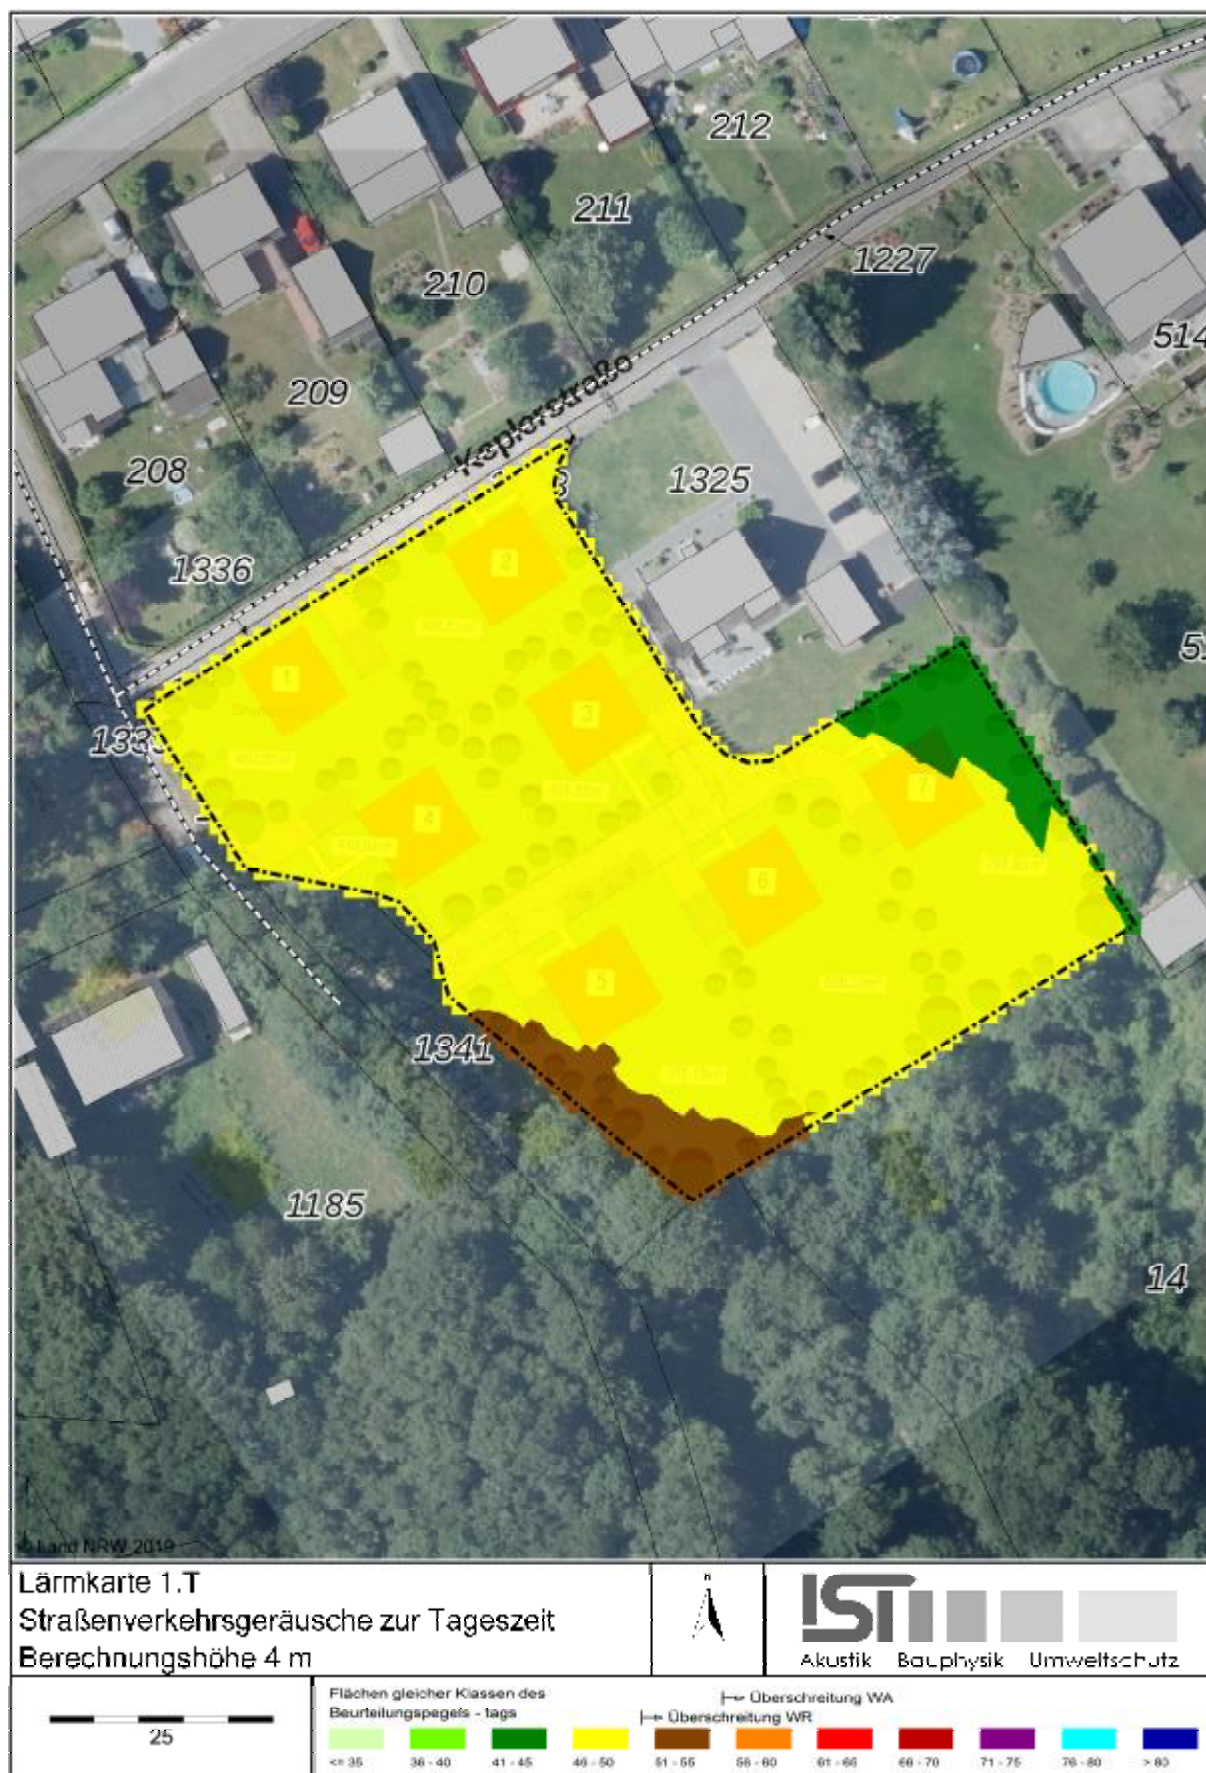 212
211
1227
210
514
209
Keplerstraße
208
1325
1336
2
1
3
4
7
6
5
1341
1185
14
© Land NRW 2019
Lärmkarte 1.T
Straßenverkehrsgeräusche zur Tageszeit
Berechnungshöhe 4 m
n
IST
Akustik Bauphysik Umweltschutz
25
Flächen gleicher Klassen des
Beurteilungspegels - tags
Überschreitung WA
Überschreitung WR
<= 35 36 - 40 41 - 45 46 - 50 51 - 55 56 - 60 61 - 65 66 - 70 71 - 75 76 - 80 > 80